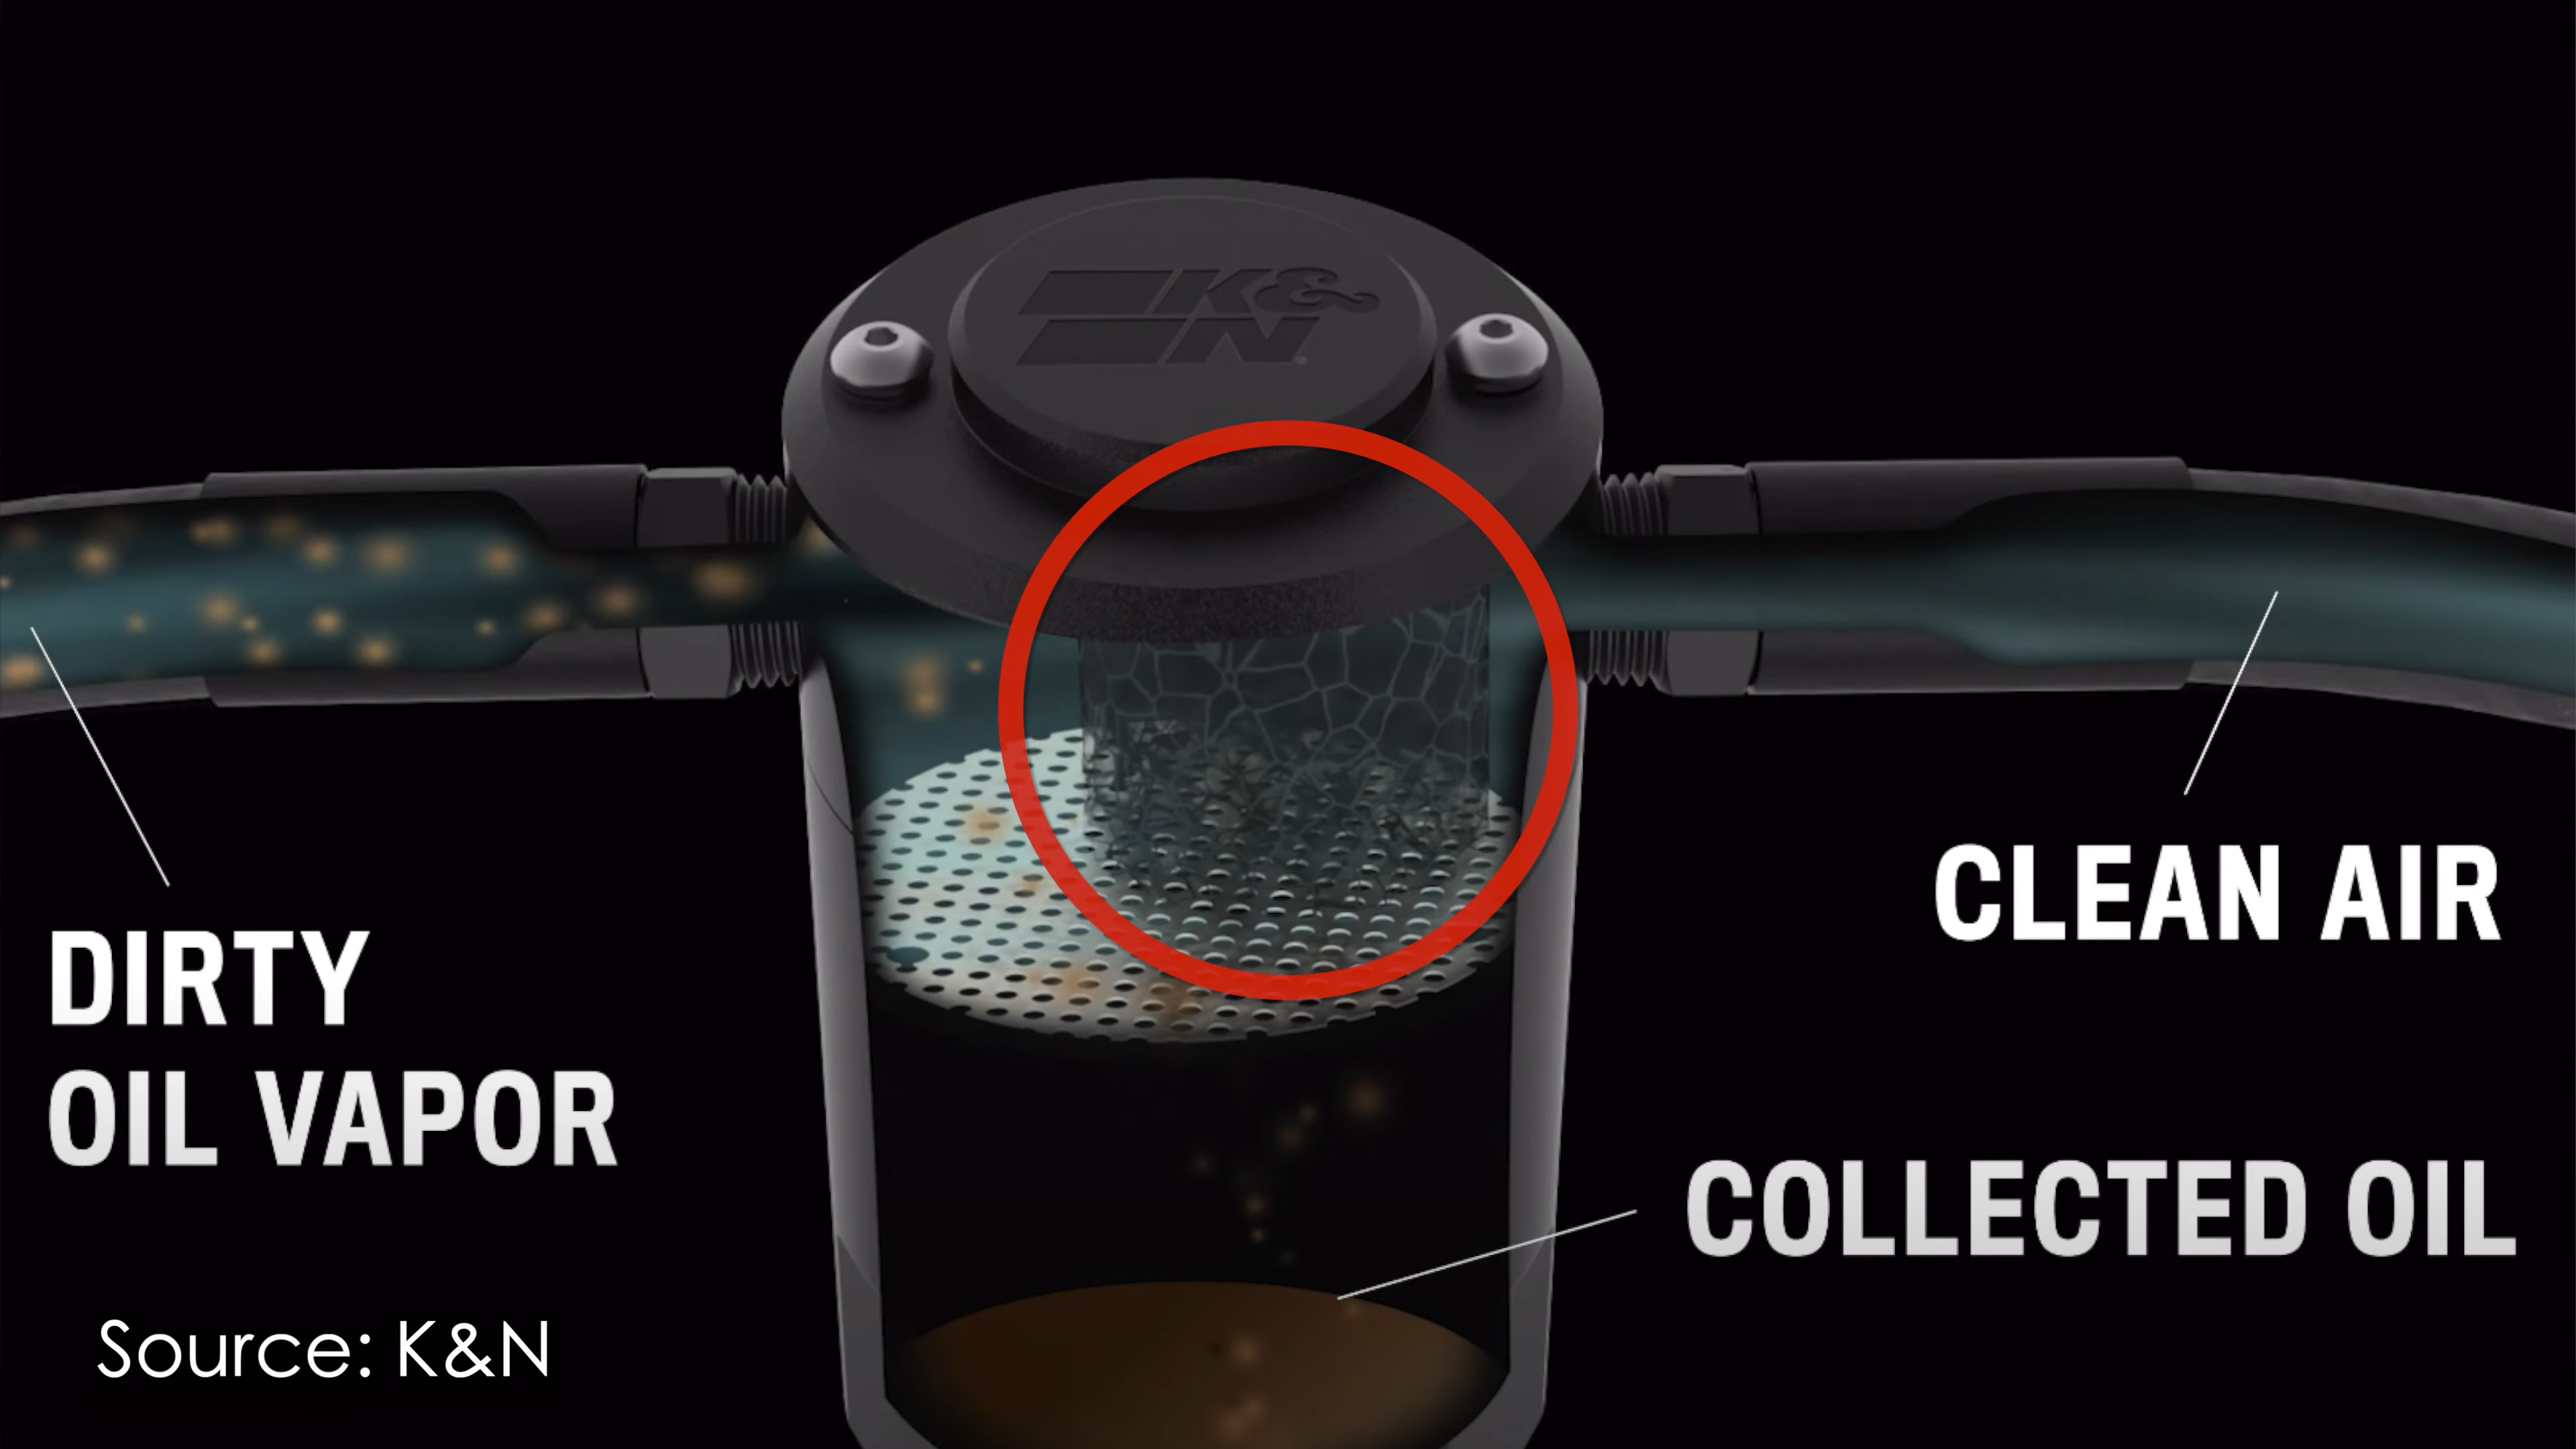 K&
N
DIRTY
OIL VAPOR
CLEAN AIR
COLLECTED OIL
Source: K&N